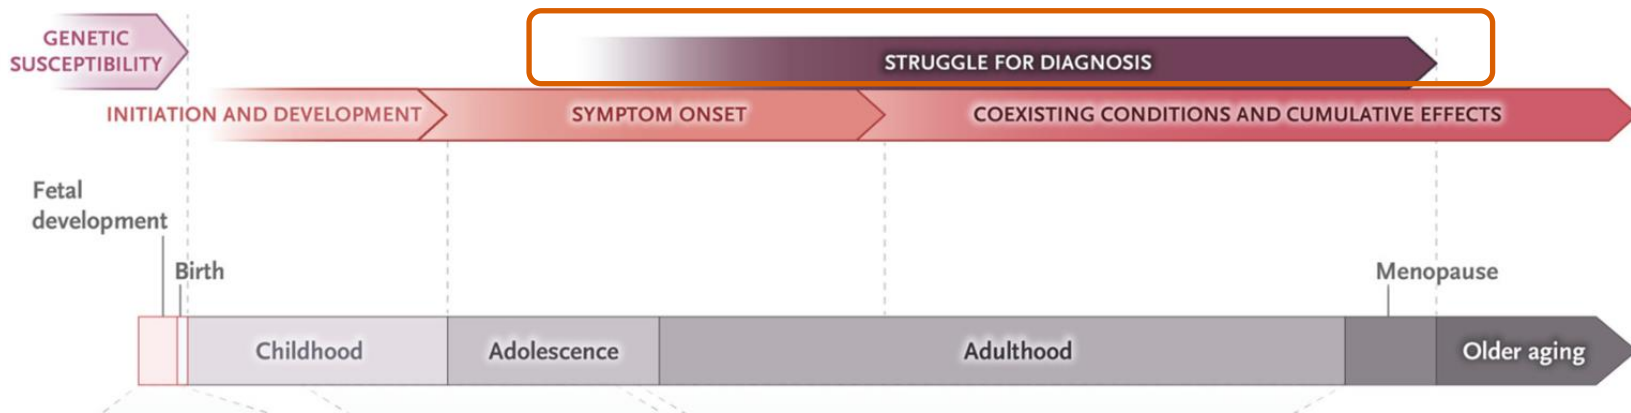 GENETIC
SUSCEPTIBILITY
STRUGGLE FOR DIAGNOSIS
INITIATION AND DEVELOPMENT
SYMPTOM ONSET
COEXISTING CONDITIONS AND CUMULATIVE EFFECTS
Fetal
development
Birth
Menopause
Childhood
Adolescence
Adulthood
Older aging